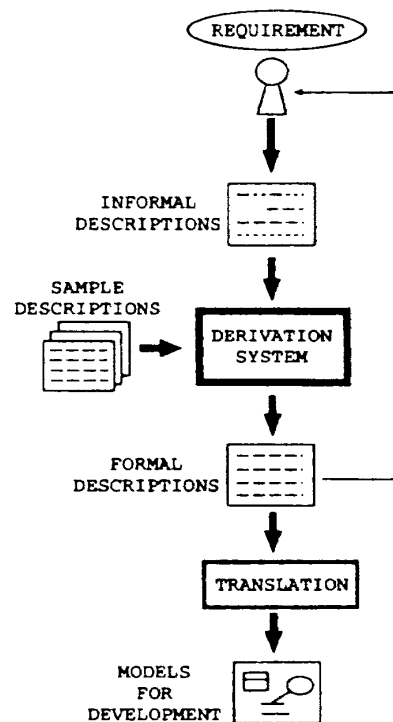 REQUIREMENT
INFORMAL
DESCRIPTIONS
SAMPLE
DESCRIPTIONS
DERIVATION
SYSTEM
FORMAL
DESCRIPTIONS
TRANSLATION
MODELS
FOR
DEVELOPMENT